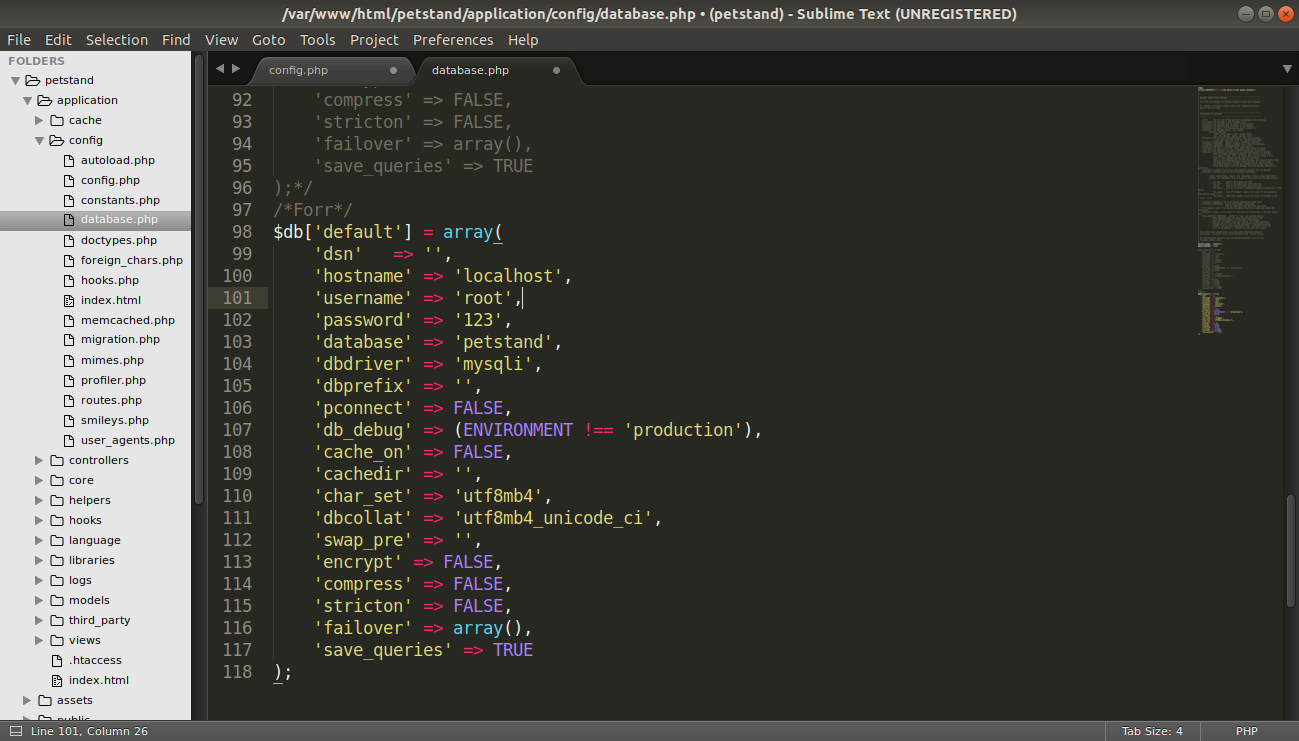 /var/www/html/petstand/application/config/database.php • (petstand) - Sublime Text (UNREGISTERED)
File Edit Selection Find View Goto Tools Project Preferences Help
FOLDERS
petstand
application
cache
config
autoload.php
config.php
constants.php
database.php
doctypes.php
foreign_chars.php
hooks.php
index.html
memcached.php
migration.php
mimes.php
profiler.php
routes.php
smileys.php
user_agents.php
controllers
core
helpers
hooks
language
libraries
logs
models
third_party
views
.htaccess
index.html
assets
public
config.php database.php
92 'compress' => FALSE,
93 'stricton' => FALSE,
94 'failover' => array(),
95 'save_queries' => TRUE
96 );*/
97 /*Forr*/
98 $db['default'] = array(
99 'dsn' => '',
100 'hostname' => 'localhost',
101 'username' => 'root',
102 'password' => '123',
103 'database' => 'petstand',
104 'dbdriver' => 'mysqli',
105 'dbprefix' => '',
106 'pconnect' => FALSE,
107 'db_debug' => (ENVIRONMENT !== 'production'),
108 'cache_on' => FALSE,
109 'cachedir' => '',
110 'char_set' => 'utf8mb4',
111 'dbcollat' => 'utf8mb4_unicode_ci',
112 'swap_pre' => '',
113 'encrypt' => FALSE,
114 'compress' => FALSE,
115 'stricton' => FALSE,
116 'failover' => array(),
117 'save_queries' => TRUE
118 );
Line 101, Column 26 Tab Size: 4 PHP